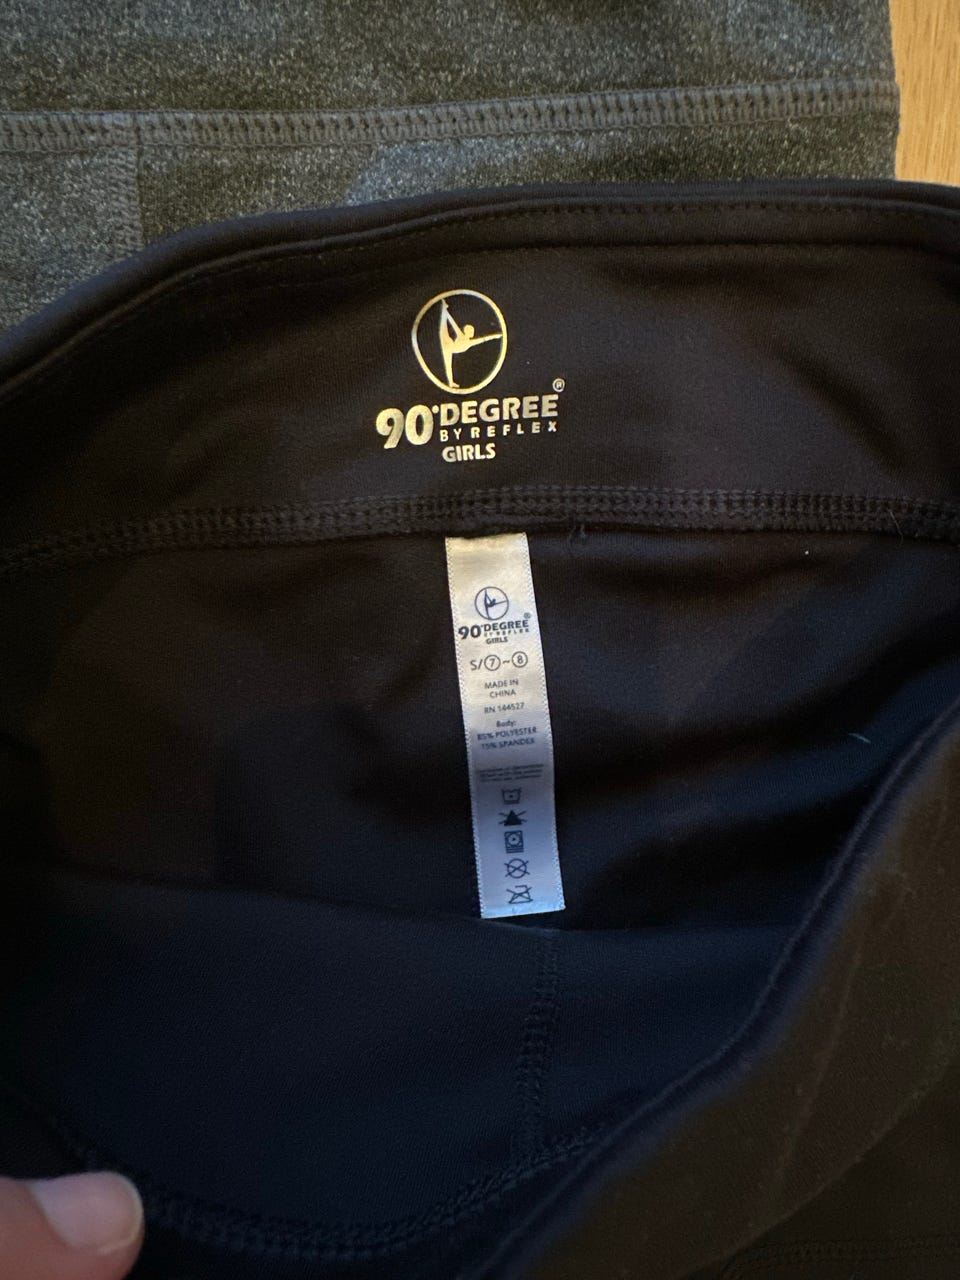 90°DEGREE®
BY REFLEX
GIRLS
90°DEGREE®
BY REFLEX
GIRLS
S/7~8
MADE IN
CHINA
RN 144527
Body:
85% POLYESTER
15% SPANDEX